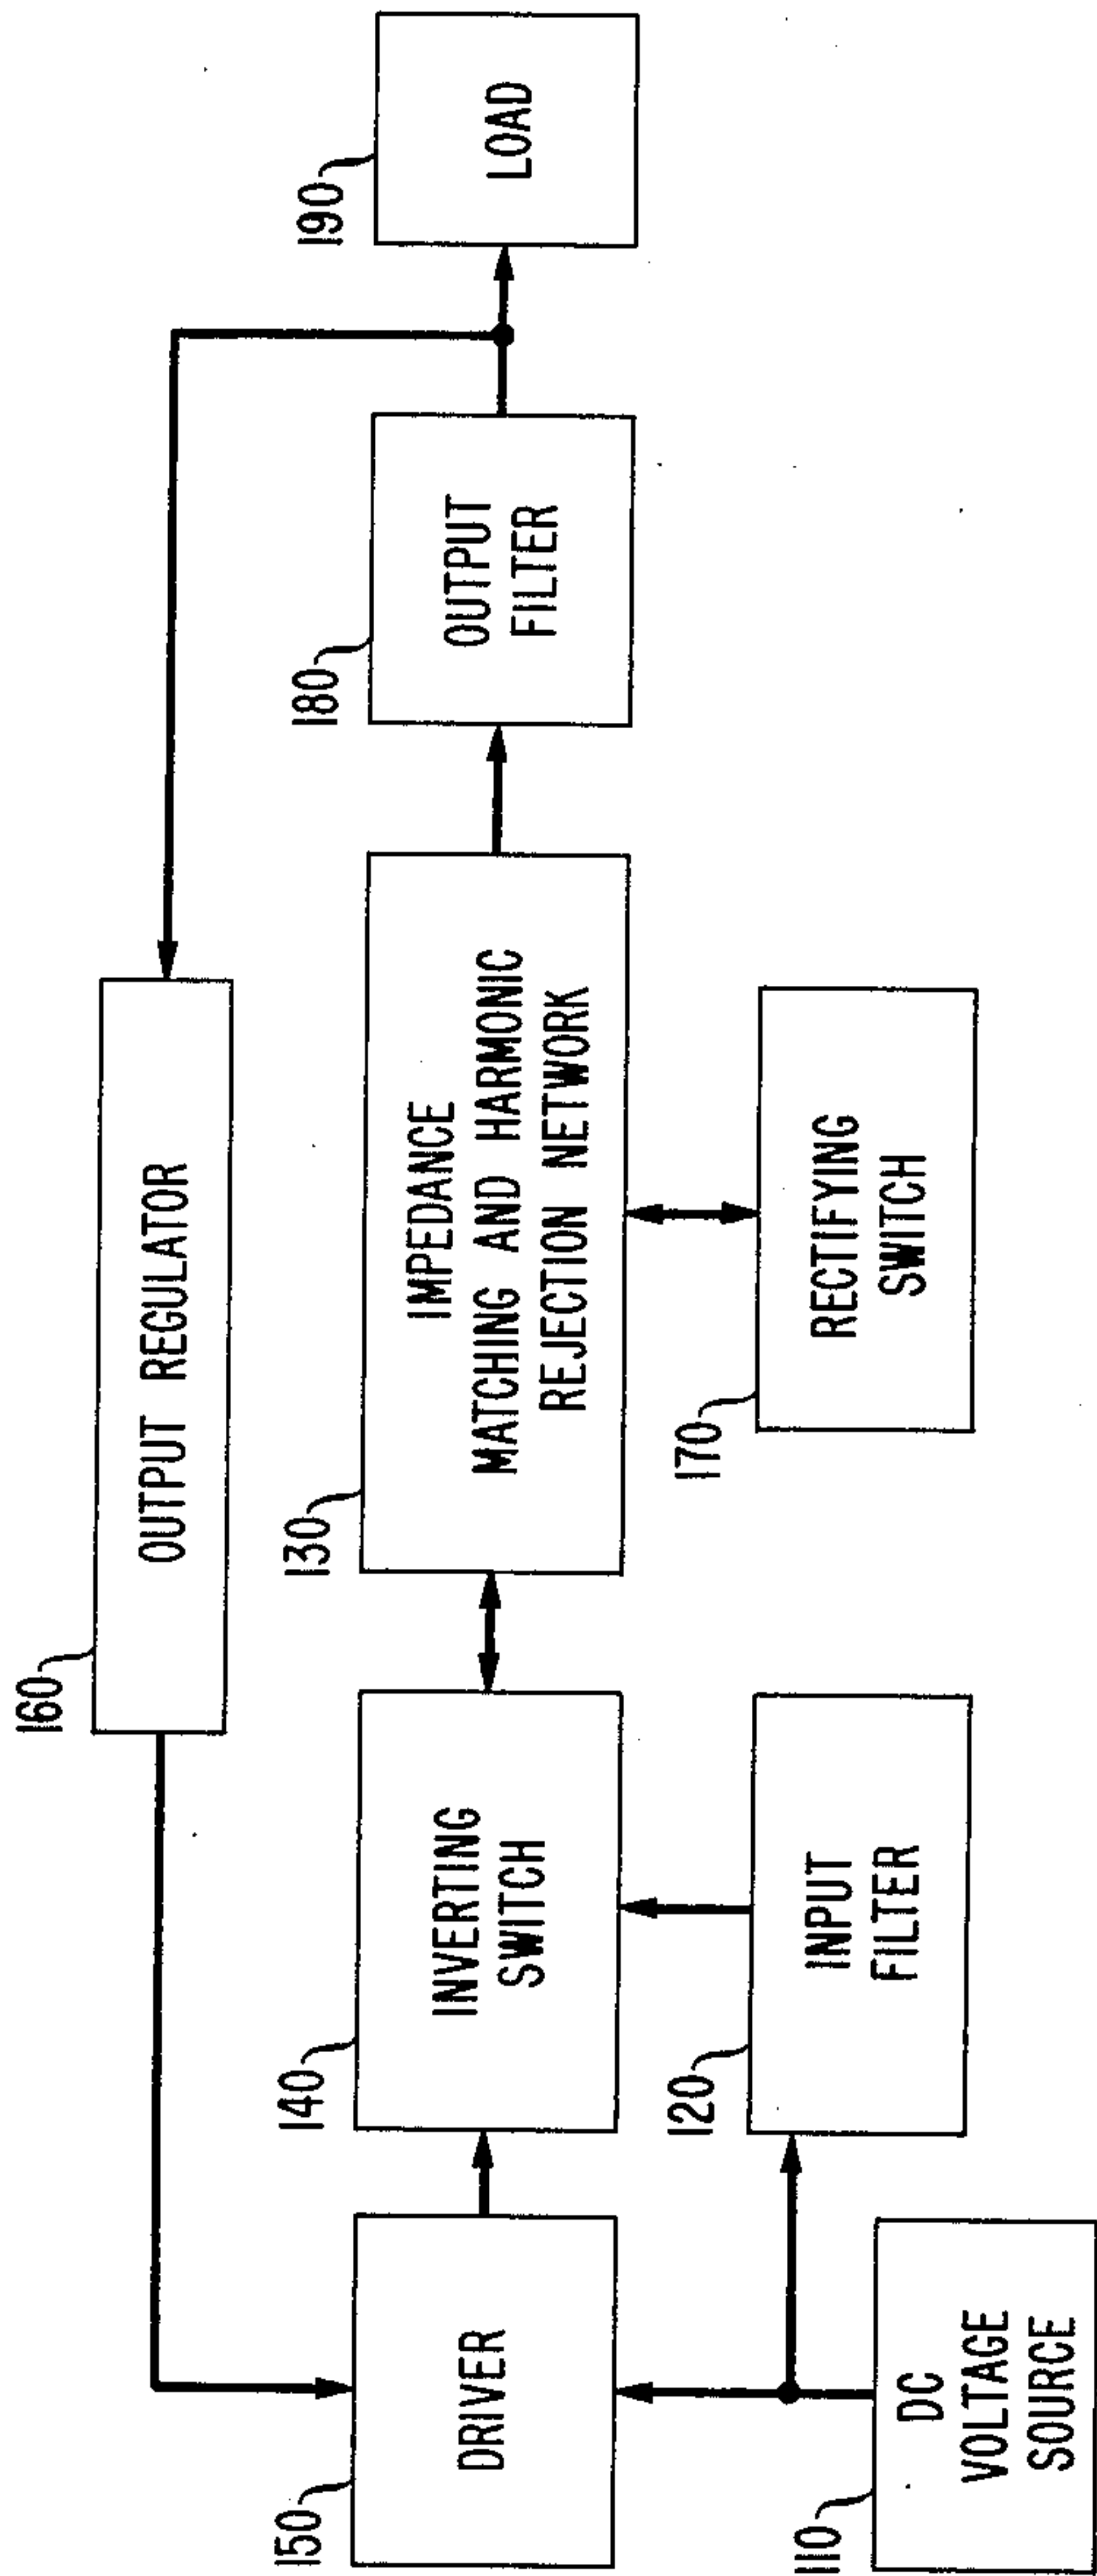 160
OUTPUT REGULATOR
150
DRIVER
140
INVERTING
SWITCH
130
IMPEDANCE
MATCHING AND HARMONIC
REJECTION NETWORK
180
OUTPUT
FILTER
190
LOAD
110
DC
VOLTAGE
SOURCE
120
INPUT
FILTER
170
RECTIFYING
SWITCH